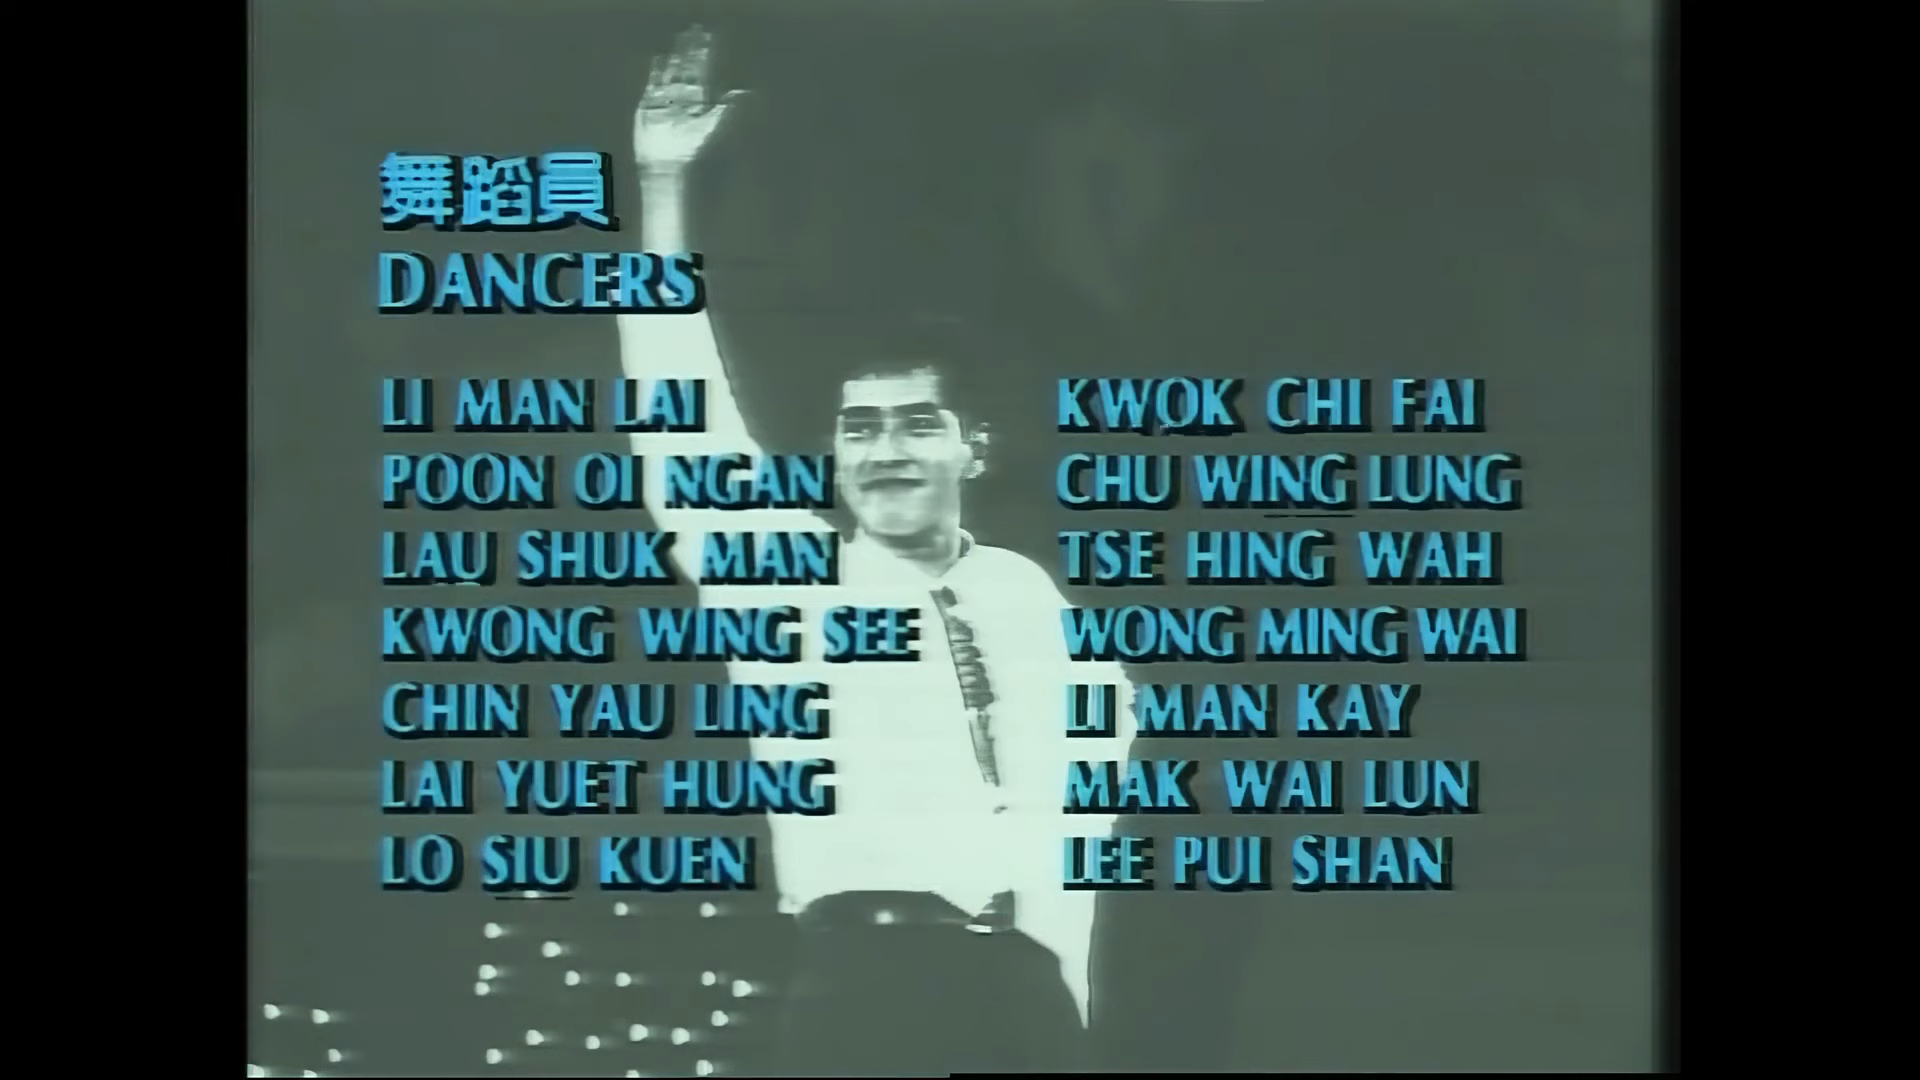 舞蹈員
DANCERS
LI MAN LAI
POON OI NGAN
LAU SHUK MAN
KWONG WING SEE
CHIN YAU LING
LAI YUET HUNG
LO SIU KUEN
KWOK CHI FAI
CHU WING LUNG
TSE HING WAH
WONG MING WAI
LI MAN KAY
MAK WAI LUN
LEE PUI SHAN